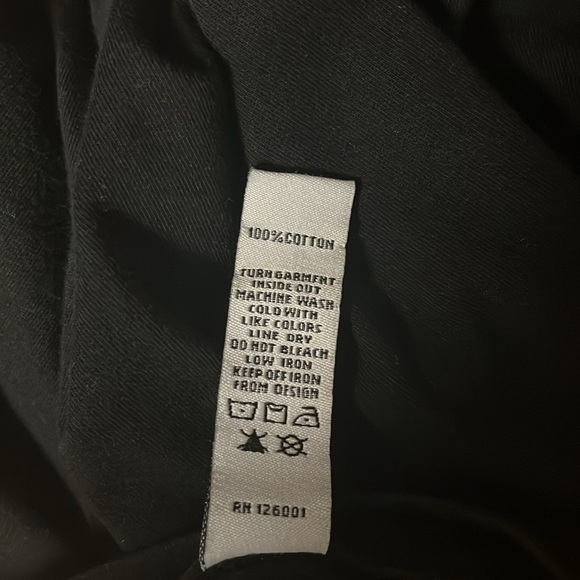 100% COTTON
TURN GARMENT
INSIDE OUT
MACHINE WASH
COLD WITH
LIKE COLORS
LINE DRY
DO NOT BLEACH
LOW IRON
KEEP OFF IRON
FROM DESIGN
RN 126001